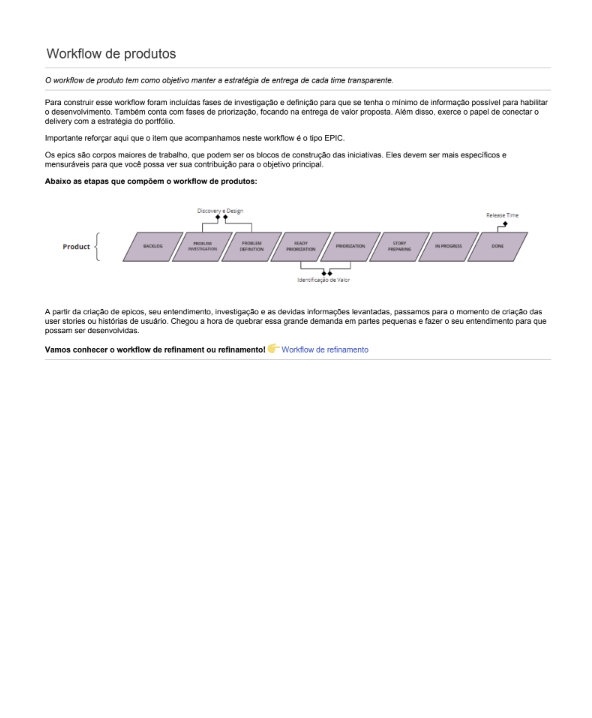 Workflow de produtos
O workflow de produto tem como objetivo manter a estratégia de entrega de cada time transparente.
Para construir esse workflow foram incluídas fases de investigação e definição para que se tenha o mínimo de informação possível para habilitar
o desenvolvimento. Também conta com fases de priorização, focando na entrega de valor proposta. Além disso, exerce o papel de conectar o
delivery com a estratégia do portfólio.
Importante reforçar aqui que o item que acompanhamos neste workflow é o tipo EPIC.
Os epics são corpos maiores de trabalho, que podem ser os blocos de construção das iniciativas. Eles devem ser mais específicos e
mensuráveis para que você possa ver sua contribuição para o objetivo principal.
Abaixo as etapas que compõem o workflow de produtos:
Discovery e Design
Release Time
Product
BACKLOG
PROBLEM
INVESTIGATION
PROBLEM
DEFINITION
READY
PRIORIZATION
PRIORIZATION
STORY
PREPARING
IN PROGRESS
DONE
Identificação de Valor
A partir da criação de epicos, seu entendimento, investigação e as devidas informações levantadas, passamos para o momento de criação das
user stories ou histórias de usuário. Chegou a hora de quebrar essa grande demanda em partes pequenas e fazer o seu entendimento para que
possam ser desenvolvidas.
Vamos conhecer o workflow de refinament ou refinamento! Workflow de refinamento